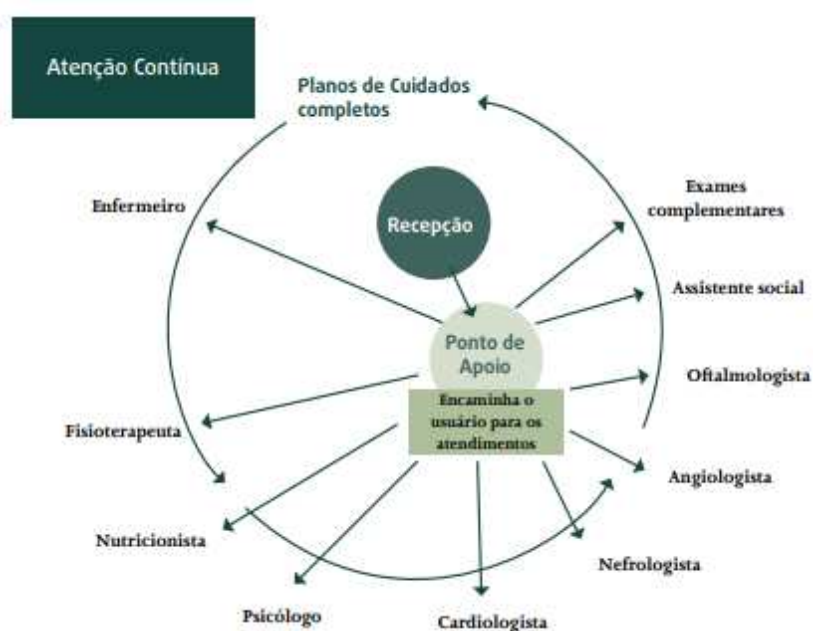 Atenção Contínua
Planos de Cuidados
completos
Recepção
Ponto de
Apoio
Encaminha o
usuário para os
atendimentos
Exames
complementares
Assistente social
Oftalmologista
Angiologista
Nefrologista
Cardiologista
Psicólogo
Nutricionista
Fisioterapeuta
Enfermeiro